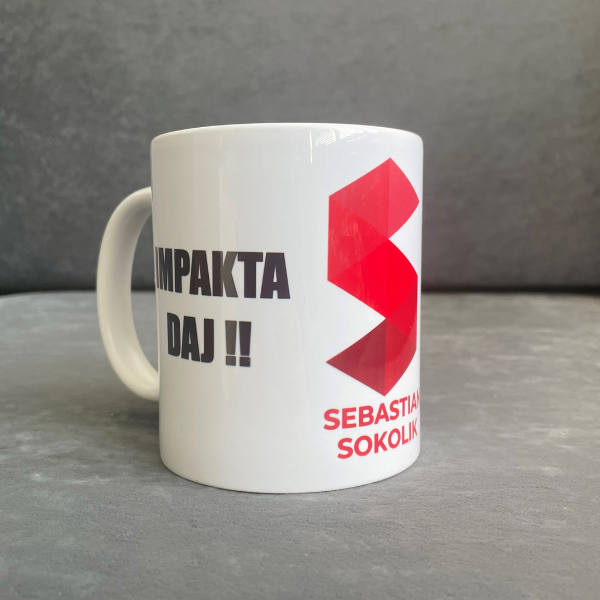 IMPAKTA
DAJ !!
SEBASTIAN
SOKOLIK